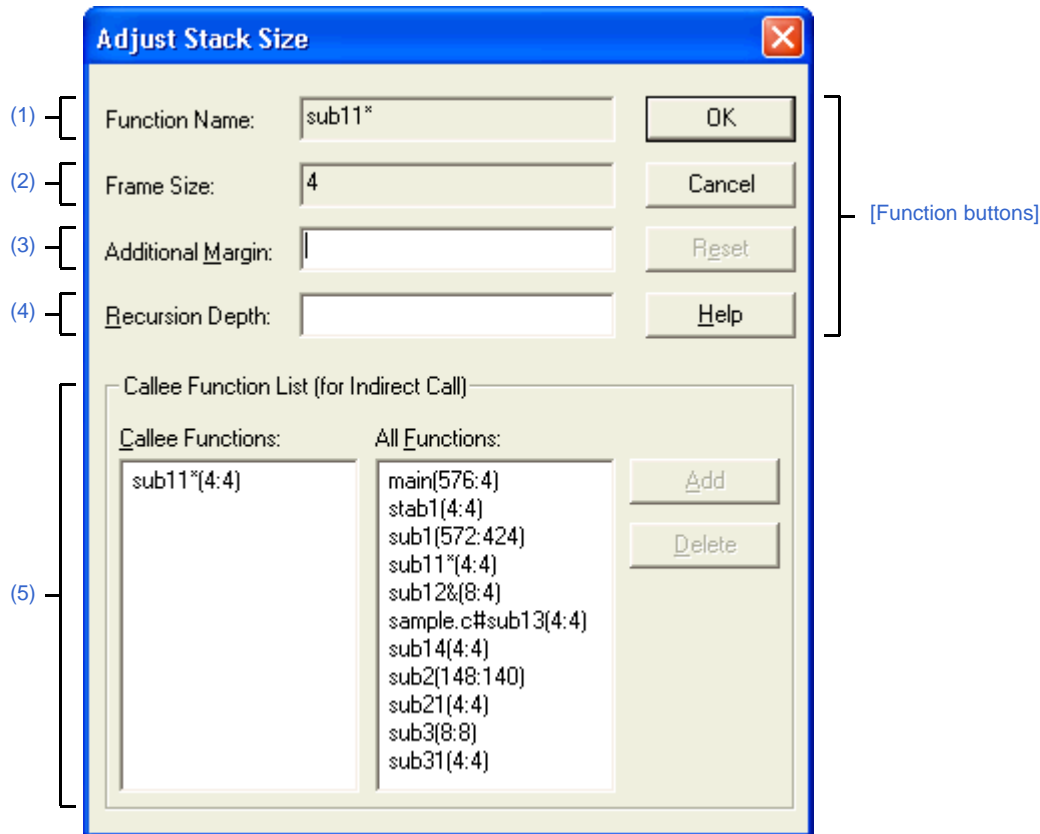 Adjust Stack Size
(1) Function Name: sub11* OK
(2) Frame Size: 4 Cancel
[Function buttons]
(3) Additional Margin: Reset
(4) Recursion Depth: Help
Callee Function List (for Indirect Call)
Callee Functions: All Functions:
sub11*(4:4) main(576:4) Add
stab1(4:4)
sub1(572:424)
sub11*(4:4) Delete
(5) sub12&(8:4)
sample.c#sub13(4:4)
sub14(4:4)
sub2(148:140)
sub21(4:4)
sub3(8:8)
sub31(4:4)